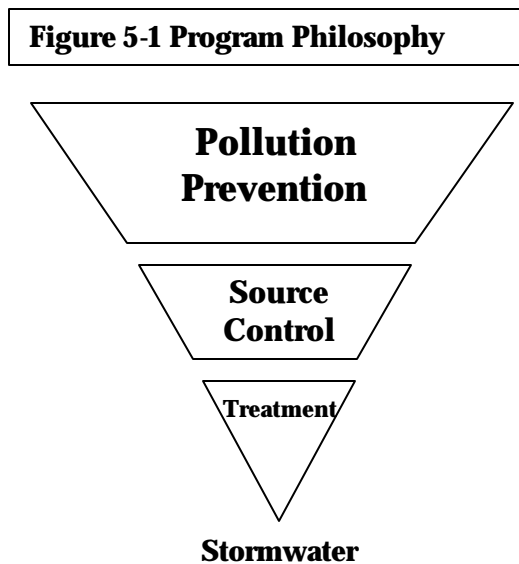 Figure 5-1 Program Philosophy
Pollution
Prevention
Source
Control
Treatment
Stormwater